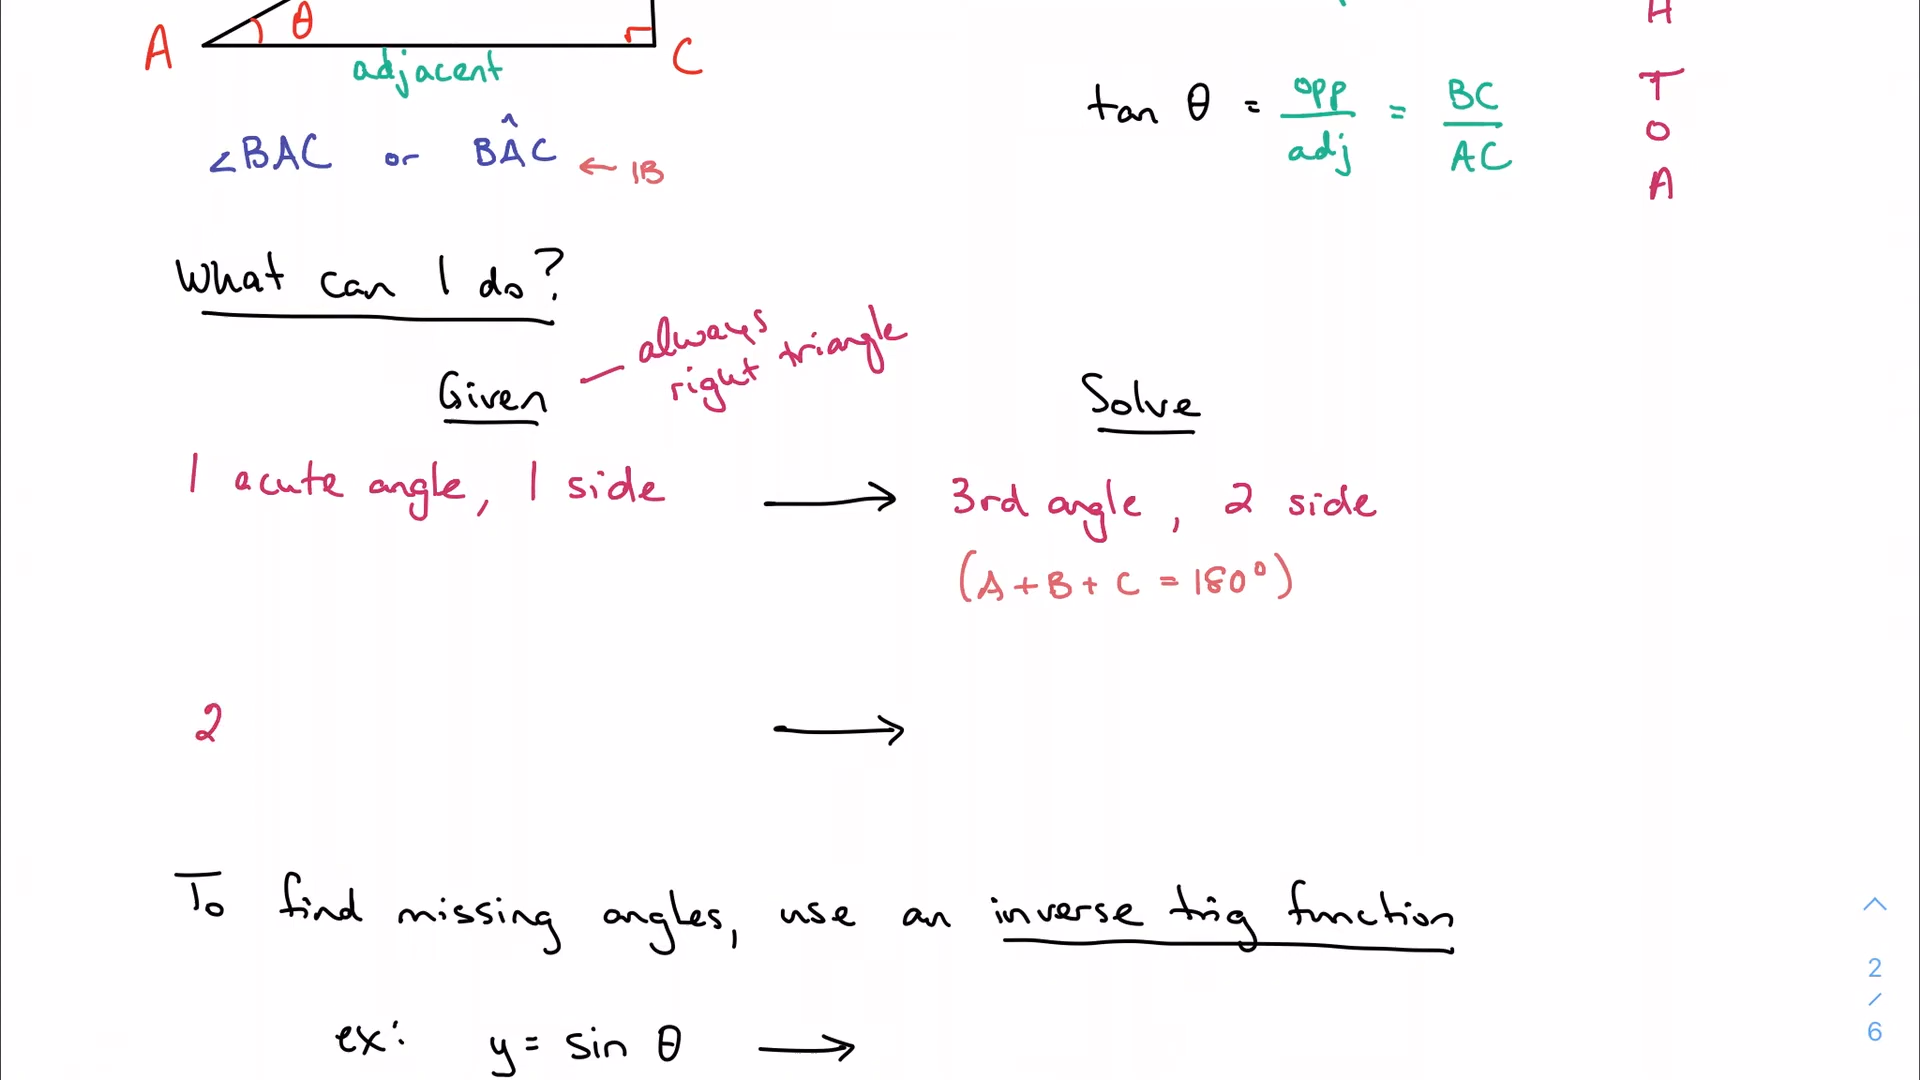 H
A θ
C
adjacent
tan θ = opp/adj = BC/AC
T
O
A
∠BAC or BÂC ← IB
What can I do?
Given — always right triangle
Solve
1 acute angle, 1 side → 3rd angle, 2 side
(A + B + C = 180°)
2 →
To find missing angles, use an inverse trig function
ex: y = sin θ →
2
/
6